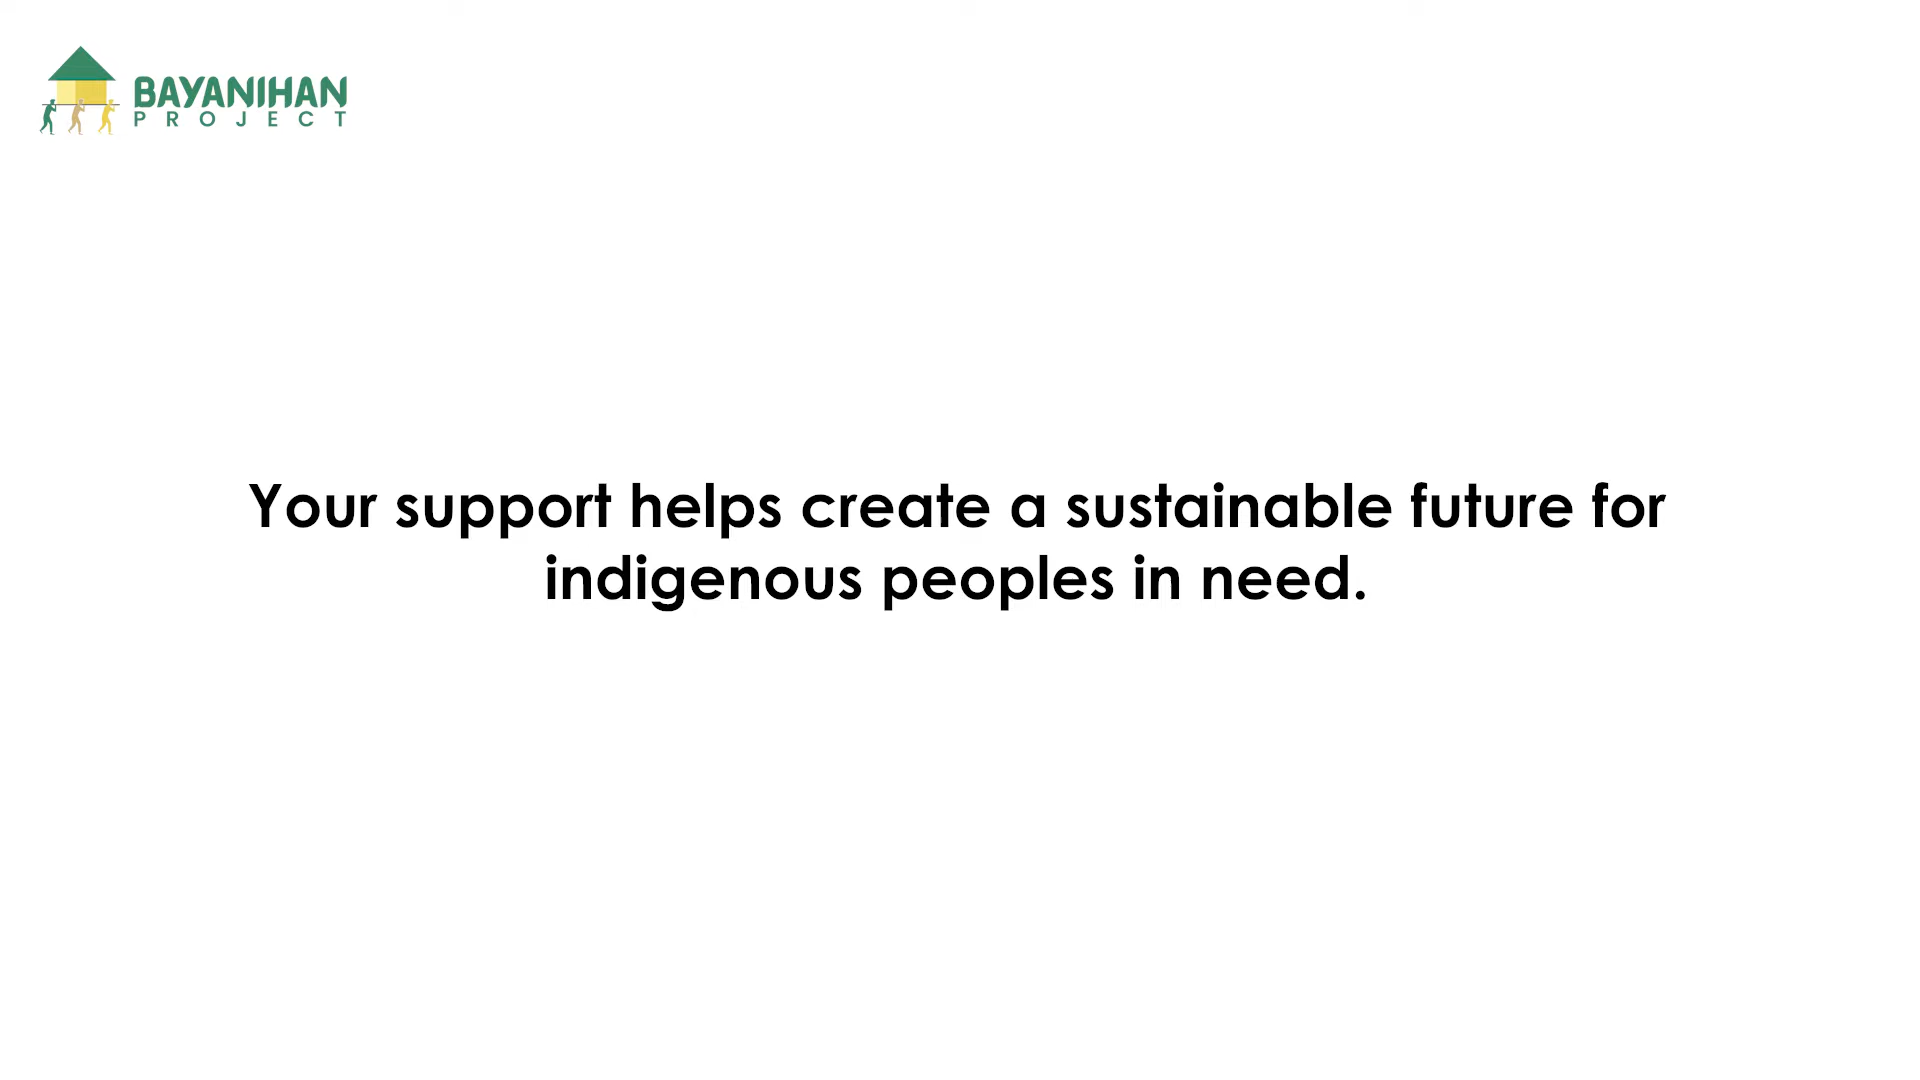 BAYANIHAN
PROJECT
Your support helps create a sustainable future for
indigenous peoples in need.